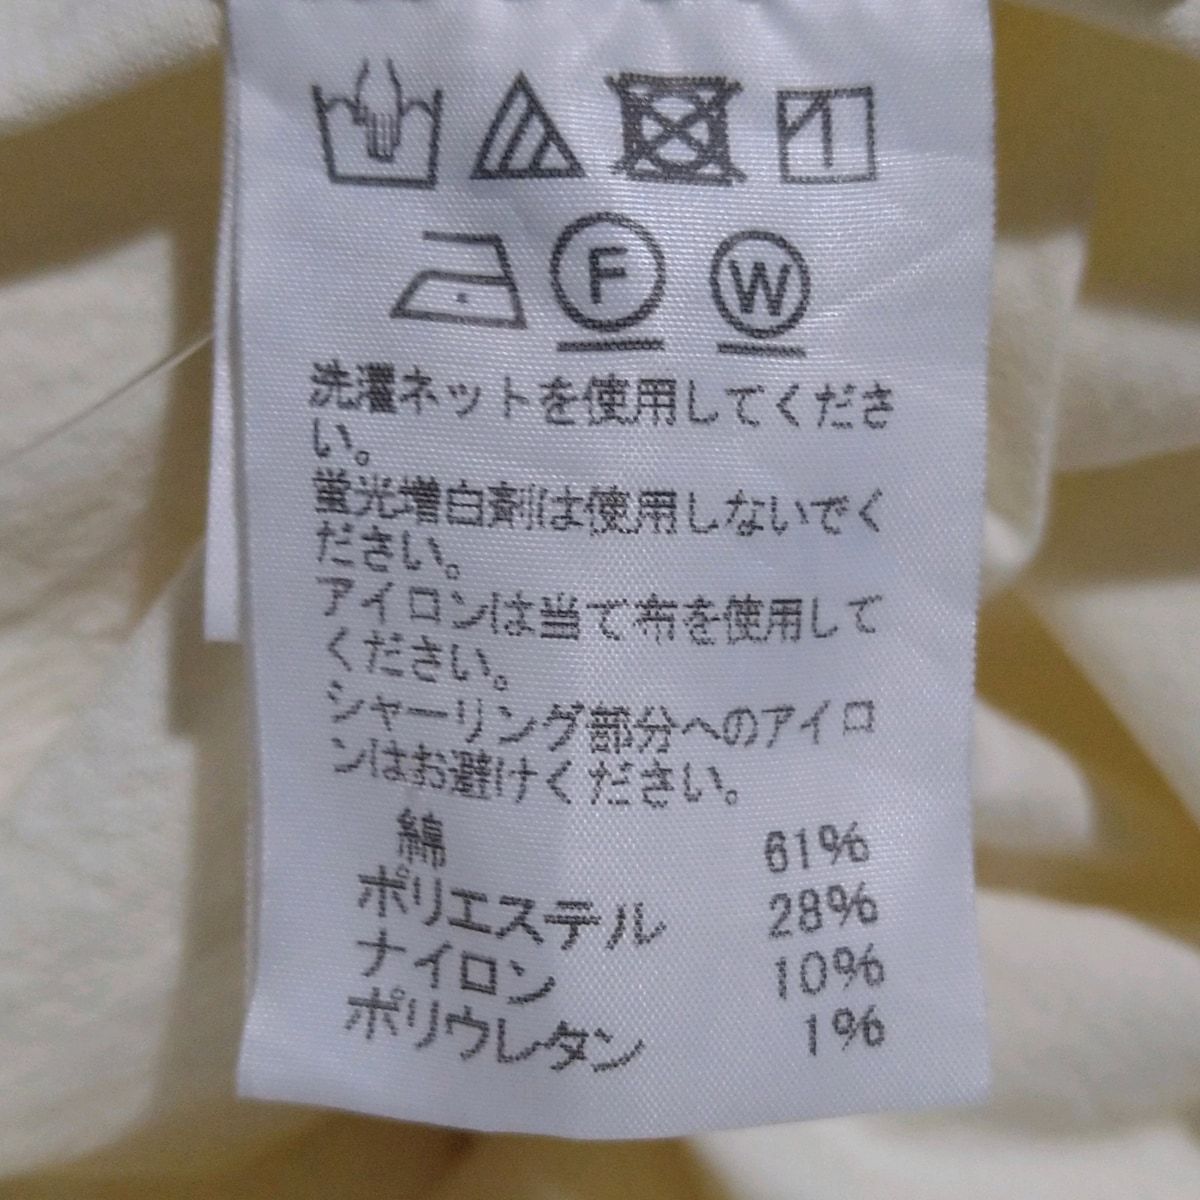 F W
洗濯ネットを使用してくださ
い。
蛍光増白剤は使用しないでく
ださい。
アイロンは当て布を使用して
ください。
シャーリング部分へのアイロ
ンはお避けください。
綿 61%
ポリエステル 28%
ナイロン 10%
ポリウレタン 1%